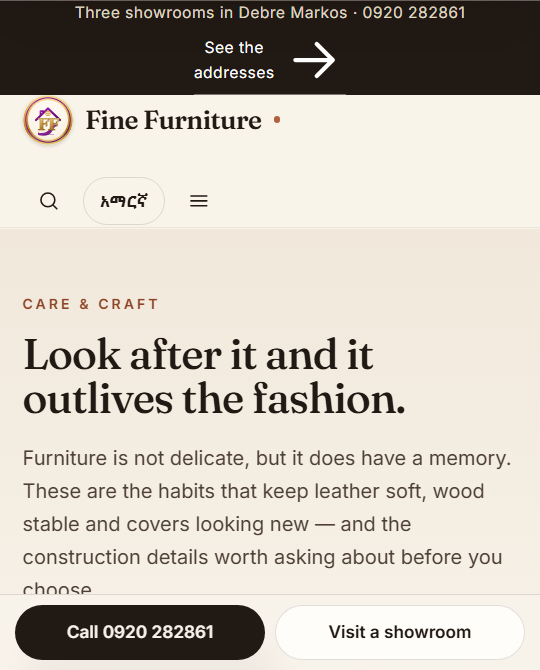 Three showrooms in Debre Markos · 0920 282861
See the
addresses
FF
Fine Furniture
አማርኛ
CARE & CRAFT
Look after it and it
outlives the fashion.
Furniture is not delicate, but it does have a memory.
These are the habits that keep leather soft, wood
stable and covers looking new — and the
construction details worth asking about before you
choose.
Call 0920 282861
Visit a showroom